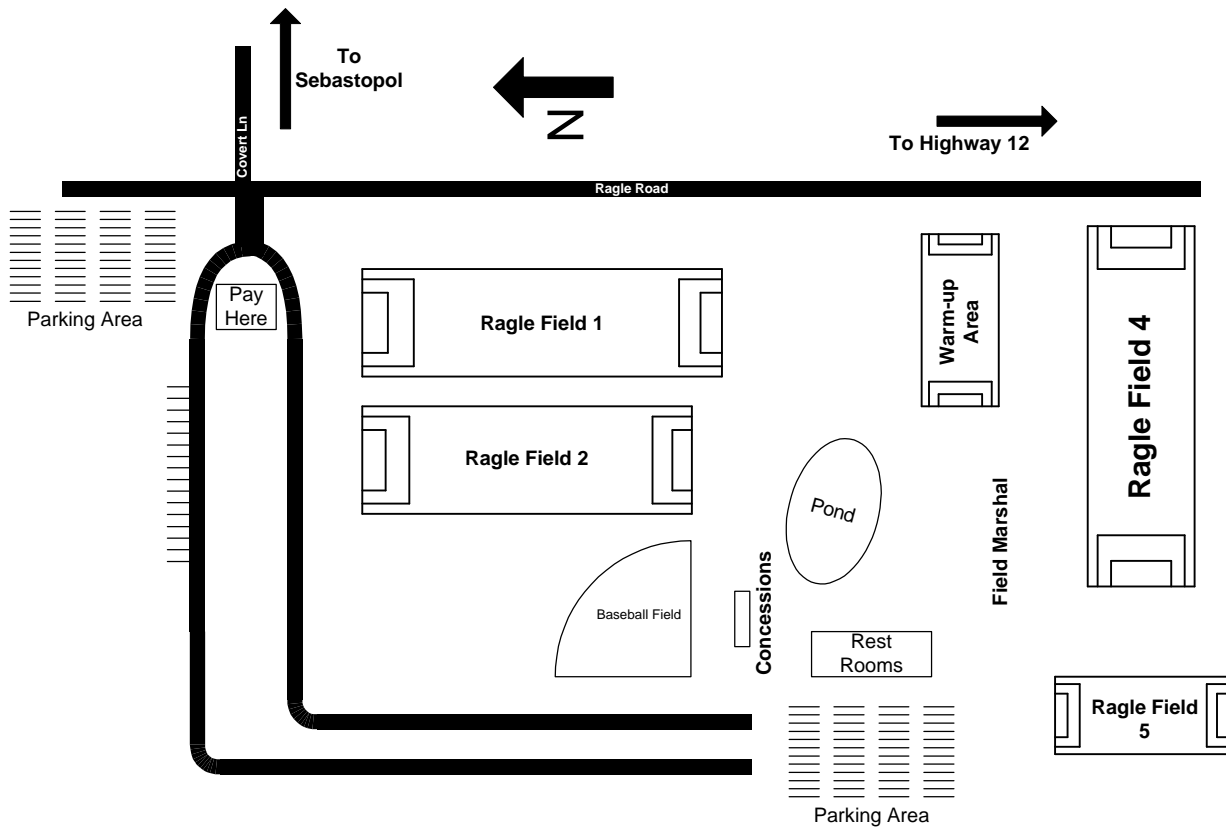 To
Sebastopol
N
To Highway 12
Covert Ln
Ragle Road
Pay
Here
Parking Area
Ragle Field 1
Warm-up
Area
Ragle Field 4
Ragle Field 2
Pond
Field Marshal
Baseball Field
Concessions
Rest
Rooms
Ragle Field
5
Parking Area